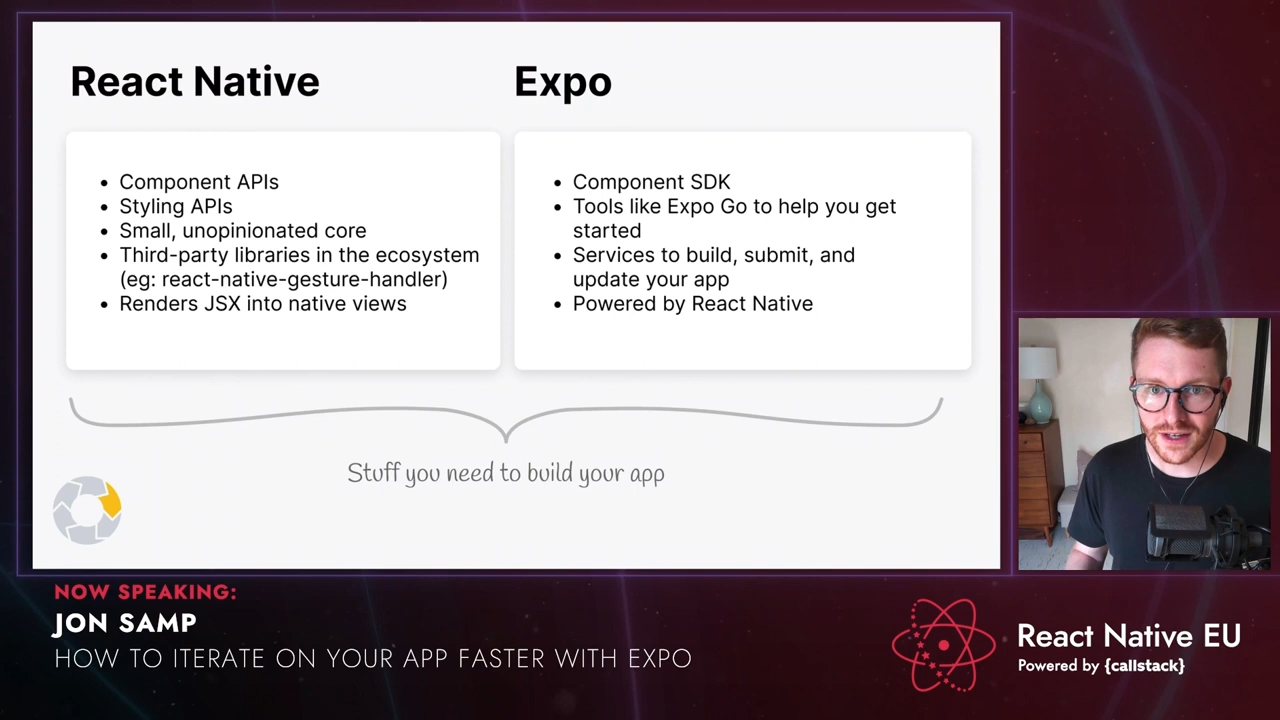 React Native
Expo
• Component APIs
• Styling APIs
• Small, unopinionated core
• Third-party libraries in the ecosystem
(eg: react-native-gesture-handler)
• Renders JSX into native views
• Component SDK
• Tools like Expo Go to help you get
started
• Services to build, submit, and
update your app
• Powered by React Native
Stuff you need to build your app
NOW SPEAKING:
JON SAMP
HOW TO ITERATE ON YOUR APP FASTER WITH EXPO
React Native EU
Powered by {callstack}